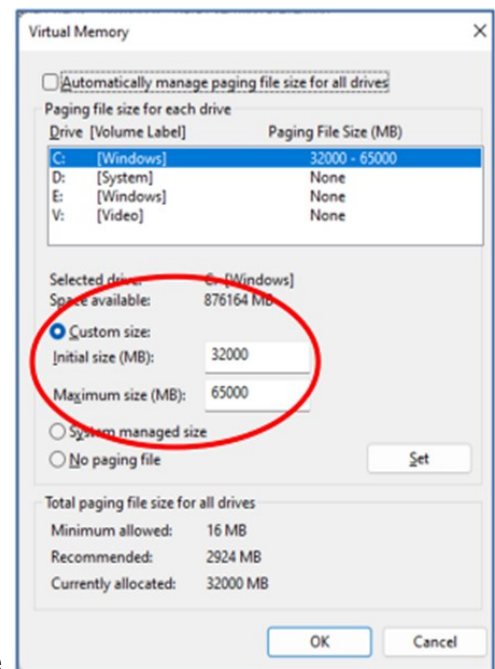 Virtual Memory
Automatically manage paging file size for all drives
Paging file size for each drive
Drive [Volume Label] Paging File Size (MB)
C: [Windows] 32000 - 65000
D: [System] None
E: [Windows] None
V: [Video] None
Selected drive: C: [Windows]
Space available: 876164 MB
Custom size:
Initial size (MB): 32000
Maximum size (MB): 65000
System managed size
No paging file Set
Total paging file size for all drives
Minimum allowed: 16 MB
Recommended: 2924 MB
Currently allocated: 32000 MB
OK Cancel